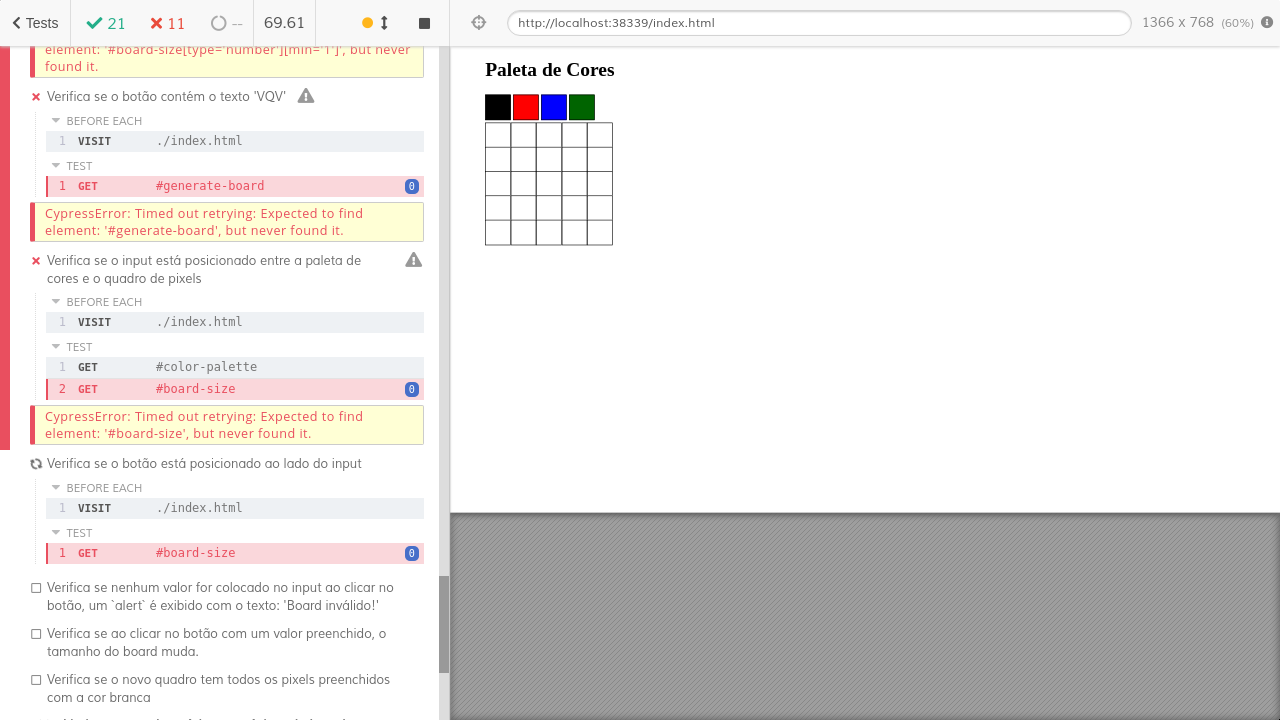 Tests 21 11 -- 69.61 http://localhost:38339/index.html 1366 x 768 (60%)
element: '#board-size[type='number'][min='1']', but never
found it.
Verifica se o botão contém o texto 'VQV'
BEFORE EACH
1 VISIT ./index.html
TEST
1 GET #generate-board 0
CypressError: Timed out retrying: Expected to find
element: '#generate-board', but never found it.
Verifica se o input está posicionado entre a paleta de
cores e o quadro de pixels
BEFORE EACH
1 VISIT ./index.html
TEST
1 GET #color-palette
2 GET #board-size 0
CypressError: Timed out retrying: Expected to find
element: '#board-size', but never found it.
Verifica se o botão está posicionado ao lado do input
BEFORE EACH
1 VISIT ./index.html
TEST
1 GET #board-size 0
Verifica se nenhum valor for colocado no input ao clicar no
botão, um `alert` é exibido com o texto: 'Board inválido!'
Verifica se ao clicar no botão com um valor preenchido, o
tamanho do board muda.
Verifica se o novo quadro tem todos os pixels preenchidos
com a cor branca
Paleta de Cores